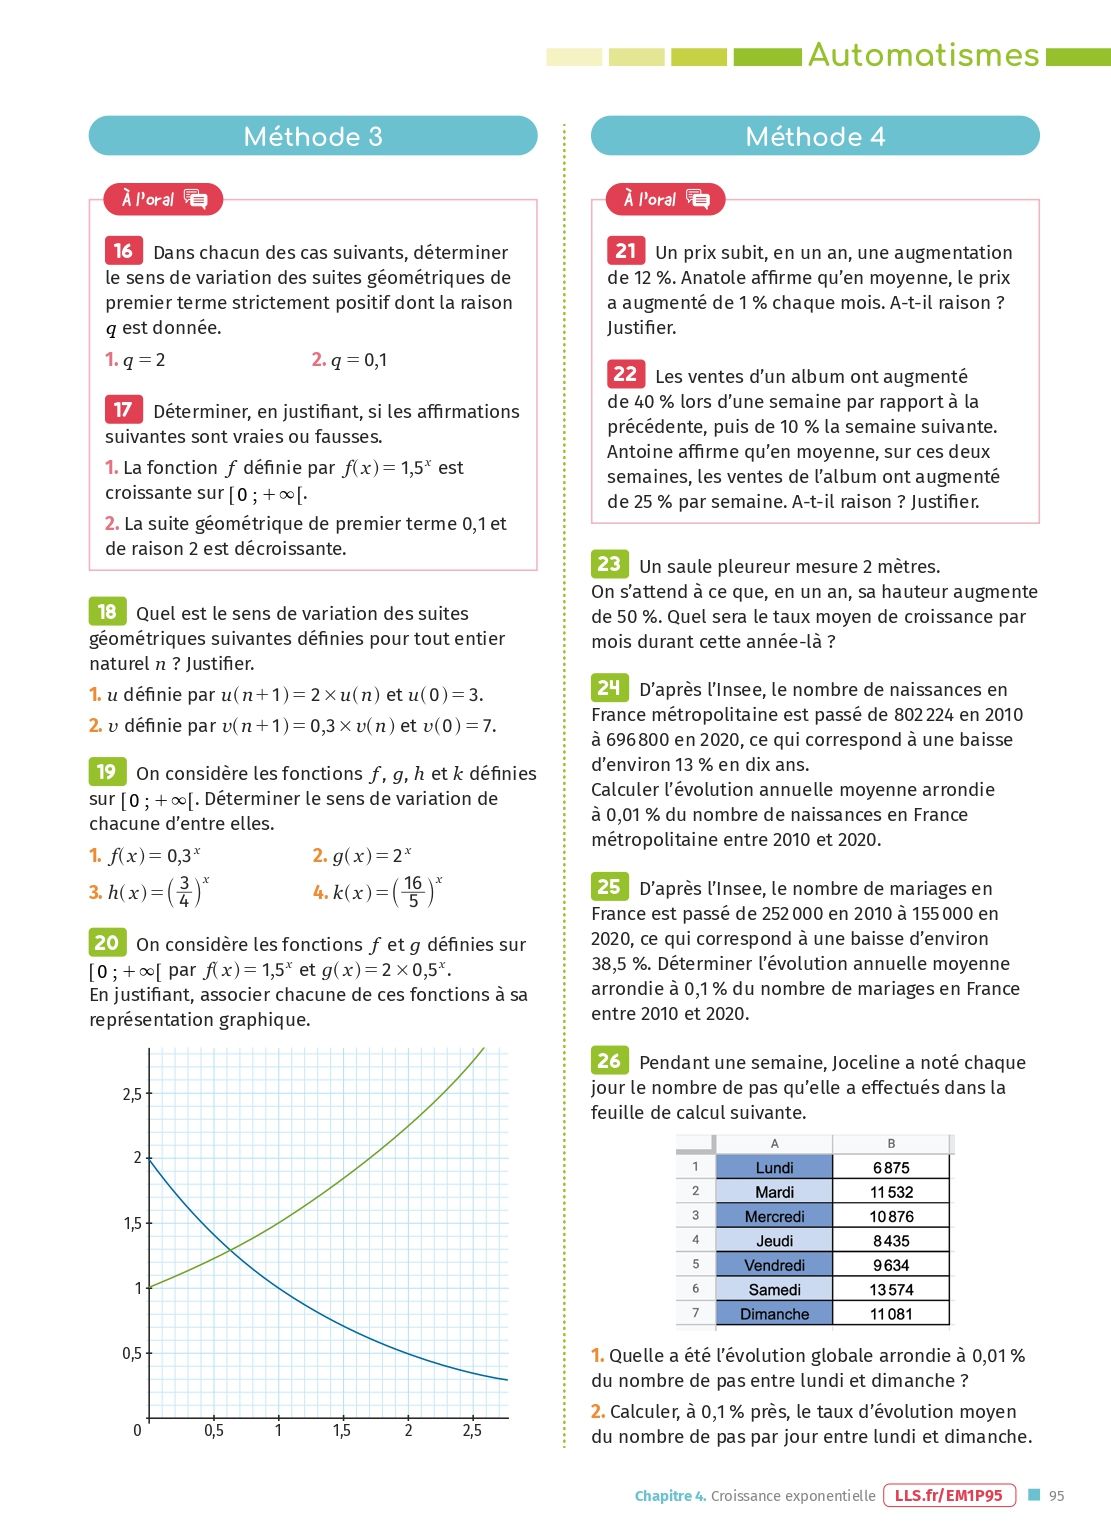 Automatismes
Méthode 3
À l'oral
16 Dans chacun des cas suivants, déterminer
le sens de variation des suites géométriques de
premier terme strictement positif dont la raison
q est donnée.
1. q = 2 2. q = 0,1
17 Déterminer, en justifiant, si les affirmations
suivantes sont vraies ou fausses.
1. La fonction f définie par f(x) = 1,5^x est
croissante sur [0 ; +∞[.
2. La suite géométrique de premier terme 0,1 et
de raison 2 est décroissante.
18 Quel est le sens de variation des suites
géométriques suivantes définies pour tout entier
naturel n ? Justifier.
1. u définie par u(n+1) = 2 × u(n) et u(0) = 3.
2. v définie par v(n+1) = 0,3 × v(n) et v(0) = 7.
19 On considère les fonctions f, g, h et k définies
sur [0 ; +∞[. Déterminer le sens de variation de
chacune d'entre elles.
1. f(x) = 0,3^x 2. g(x) = 2^x
3. h(x) = (3/4)^x 4. k(x) = (16/5)^x
20 On considère les fonctions f et g définies sur
[0 ; +∞[ par f(x) = 1,5^x et g(x) = 2 × 0,5^x.
En justifiant, associer chacune de ces fonctions à sa
représentation graphique.
2,5
2
1,5
1
0,5
0 0,5 1 1,5 2 2,5
Méthode 4
À l'oral
21 Un prix subit, en un an, une augmentation
de 12 %. Anatole affirme qu'en moyenne, le prix
a augmenté de 1 % chaque mois. A-t-il raison ?
Justifier.
22 Les ventes d'un album ont augmenté
de 40 % lors d'une semaine par rapport à la
précédente, puis de 10 % la semaine suivante.
Antoine affirme qu'en moyenne, sur ces deux
semaines, les ventes de l'album ont augmenté
de 25 % par semaine. A-t-il raison ? Justifier.
23 Un saule pleureur mesure 2 mètres.
On s'attend à ce que, en un an, sa hauteur augmente
de 50 %. Quel sera le taux moyen de croissance par
mois durant cette année-là ?
24 D'après l'Insee, le nombre de naissances en
France métropolitaine est passé de 802 224 en 2010
à 696 800 en 2020, ce qui correspond à une baisse
d'environ 13 % en dix ans.
Calculer l'évolution annuelle moyenne arrondie
à 0,01 % du nombre de naissances en France
métropolitaine entre 2010 et 2020.
25 D'après l'Insee, le nombre de mariages en
France est passé de 252 000 en 2010 à 155 000 en
2020, ce qui correspond à une baisse d'environ
38,5 %. Déterminer l'évolution annuelle moyenne
arrondie à 0,1 % du nombre de mariages en France
entre 2010 et 2020.
26 Pendant une semaine, Joceline a noté chaque
jour le nombre de pas qu'elle a effectués dans la
feuille de calcul suivante.
A B
1 Lundi 6 875
2 Mardi 11 532
3 Mercredi 10 876
4 Jeudi 8 435
5 Vendredi 9 634
6 Samedi 13 574
7 Dimanche 11 081
1. Quelle a été l'évolution globale arrondie à 0,01 %
du nombre de pas entre lundi et dimanche ?
2. Calculer, à 0,1 % près, le taux d'évolution moyen
du nombre de pas par jour entre lundi et dimanche.
Chapitre 4. Croissance exponentielle LLS.fr/EM1P95 95